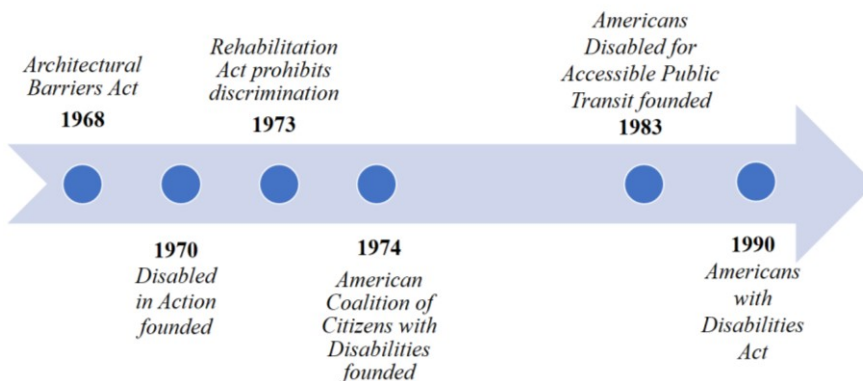 Architectural
Barriers Act
1968
1970
Disabled
in Action
founded
Rehabilitation
Act prohibits
discrimination
1973
1974
American
Coalition of
Citizens with
Disabilities
founded
Americans
Disabled for
Accessible Public
Transit founded
1983
1990
Americans
with
Disabilities
Act